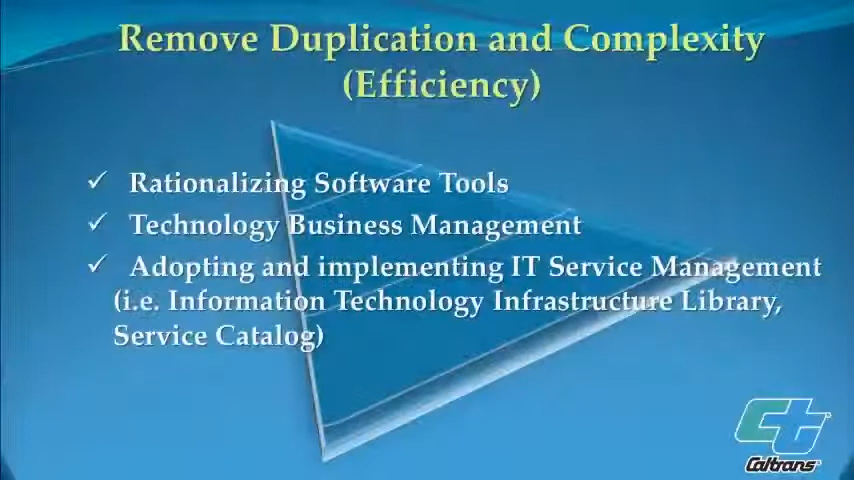 Remove Duplication and Complexity
(Efficiency)
✓ Rationalizing Software Tools
✓ Technology Business Management
✓ Adopting and implementing IT Service Management
(i.e. Information Technology Infrastructure Library,
Service Catalog)
ct
Caltrans